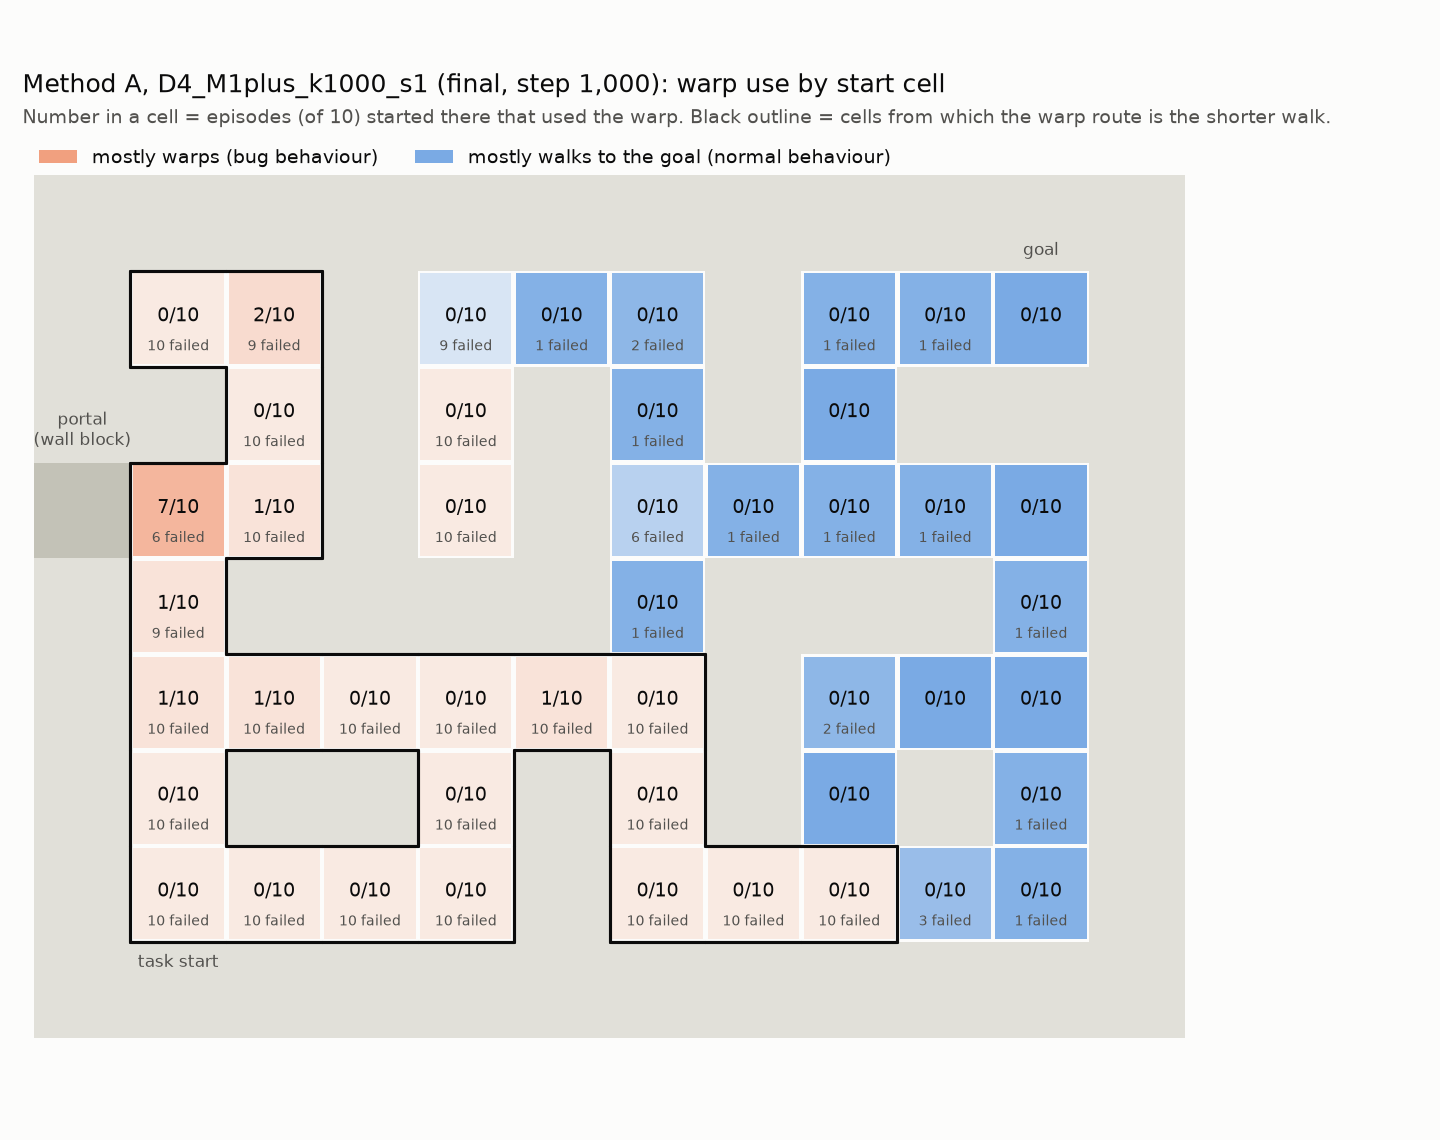 Method A, D4_M1plus_k1000_s1 (final, step 1,000): warp use by start cell
Number in a cell = episodes (of 10) started there that used the warp. Black outline = cells from which the warp route is the shorter walk.
mostly warps (bug behaviour) mostly walks to the goal (normal behaviour)
goal
0/10 2/10 0/10 0/10 0/10 0/10 0/10 0/10
10 failed 9 failed 9 failed 1 failed 2 failed 1 failed 1 failed
0/10 0/10 0/10 0/10
portal
(wall block)
10 failed 10 failed 1 failed
7/10 1/10 0/10 0/10 0/10 0/10 0/10 0/10
6 failed 10 failed 10 failed 6 failed 1 failed 1 failed 1 failed
1/10 0/10 0/10
9 failed 1 failed 1 failed
1/10 1/10 0/10 0/10 1/10 0/10 0/10 0/10 0/10
10 failed 10 failed 10 failed 10 failed 10 failed 10 failed 2 failed
0/10 0/10 0/10 0/10 0/10
10 failed 10 failed 10 failed 1 failed
0/10 0/10 0/10 0/10 0/10 0/10 0/10 0/10 0/10
10 failed 10 failed 10 failed 10 failed 10 failed 10 failed 10 failed 3 failed 1 failed
task start